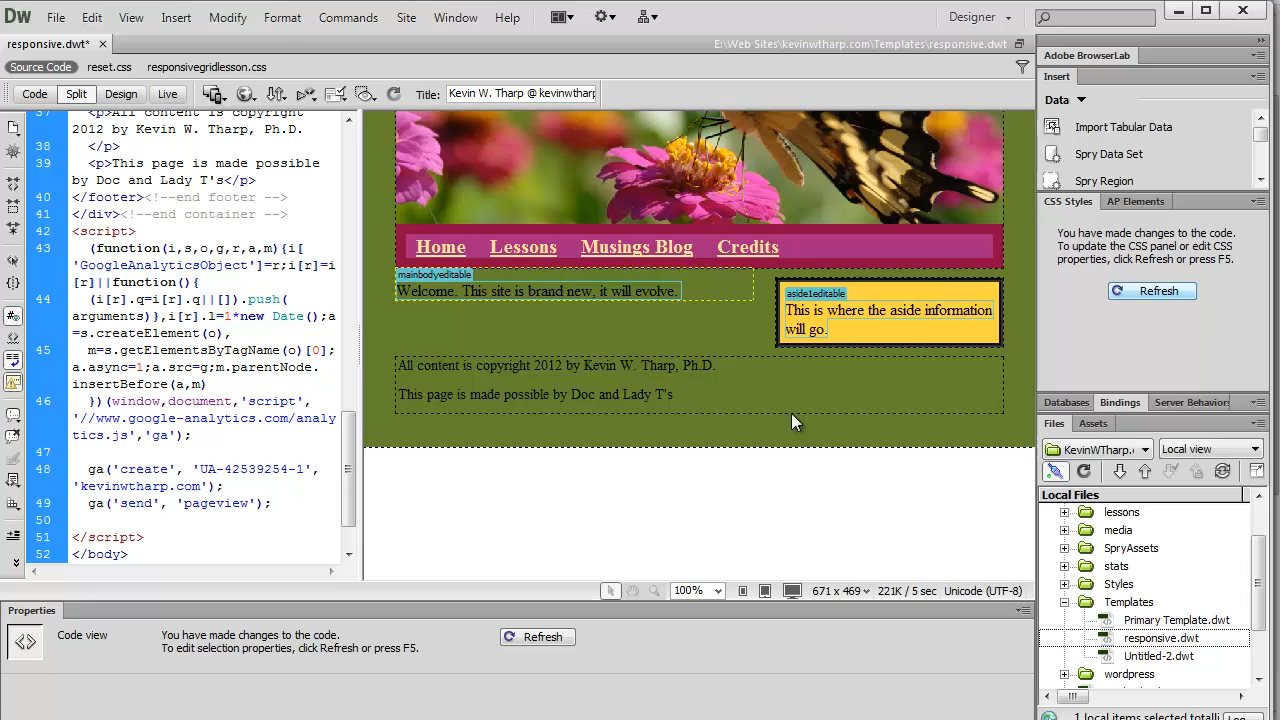 Dw File Edit View Insert Modify Format Commands Site Window Help Designer
responsive.dwt* E:\Web Sites\kevinwtharp.com\Templates\responsive.dwt
Source Code reset.css responsivegridlesson.css
Code Split Design Live Title: Kevin W. Tharp @ kevinwtharp
37 <p>All content is copyright
2012 by Kevin W. Tharp, Ph.D.
38 </p>
39 <p>This page is made possible
by Doc and Lady T's</p>
40 </footer><!--end footer -->
41 </div><!--end container -->
42 <script>
43 (function(i,s,o,g,r,a,m){i[
'GoogleAnalyticsObject']=r;i[r]=i
[r]||function(){
44 (i[r].q=i[r].q||[]).push(
arguments)},i[r].l=1*new Date();a
=s.createElement(o),
45 m=s.getElementsByTagName(o)[0];
a.async=1;a.src=g;m.parentNode.
insertBefore(a,m)
46 })(window,document,'script',
'//www.google-analytics.com/analy
tics.js','ga');
47
48 ga('create', 'UA-42539254-1',
'kevinwtharp.com');
49 ga('send', 'pageview');
50
51 </script>
52 </body>
Home Lessons Musings Blog Credits
mainbodyeditable
Welcome. This site is brand new, it will evolve.
aside1editable
This is where the aside information
will go.
All content is copyright 2012 by Kevin W. Tharp, Ph.D.
This page is made possible by Doc and Lady T's
100% 671 x 469 221K / 5 sec Unicode (UTF-8)
Properties
Code view You have made changes to the code.
To edit selection properties, click Refresh or press F5.
Refresh
Adobe BrowserLab
Insert
Data
Import Tabular Data
Spry Data Set
Spry Region
CSS Styles AP Elements
You have made changes to the code.
To update the CSS panel or edit CSS
properties, click Refresh or press F5.
Refresh
Databases Bindings Server Behaviors
Files Assets
KevinWTharp. Local view
Local Files
lessons
media
SpryAssets
stats
Styles
Templates
Primary Template.dwt
responsive.dwt
Untitled-2.dwt
wordpress
1 local items selected totalli